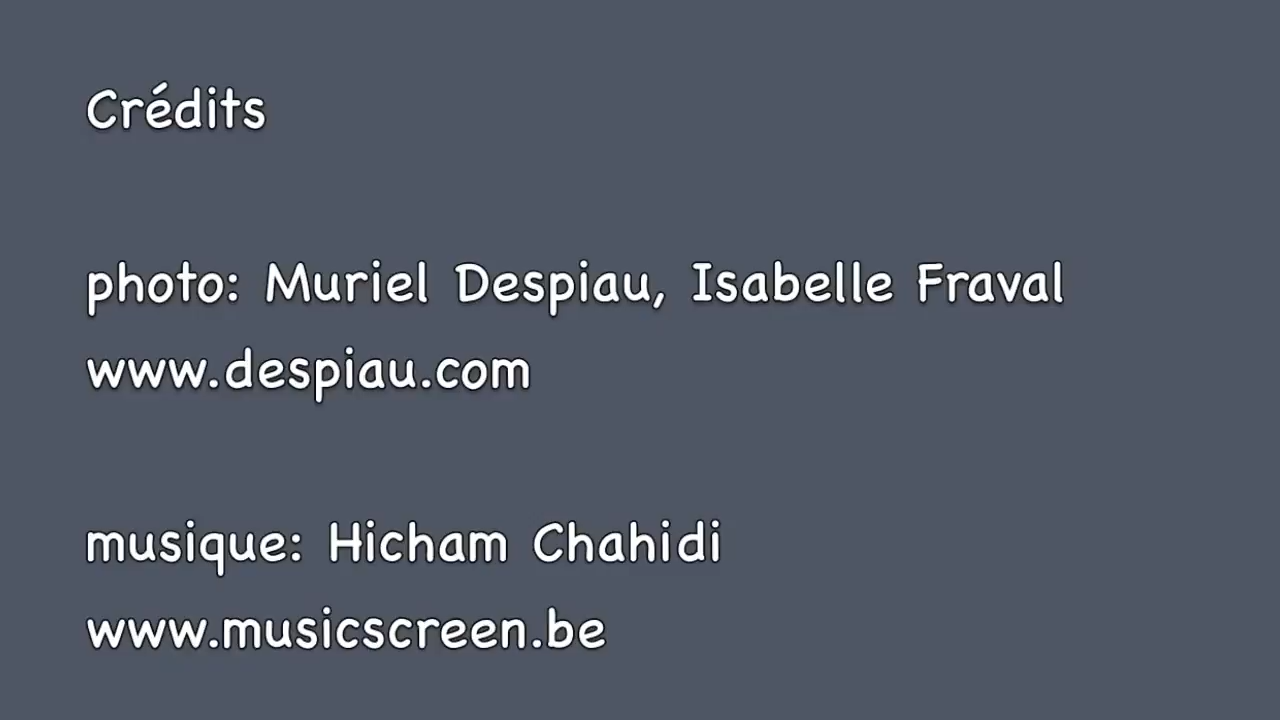 Crédits
photo: Muriel Despiau, Isabelle Fraval
www.despiau.com
musique: Hicham Chahidi
www.musicscreen.be